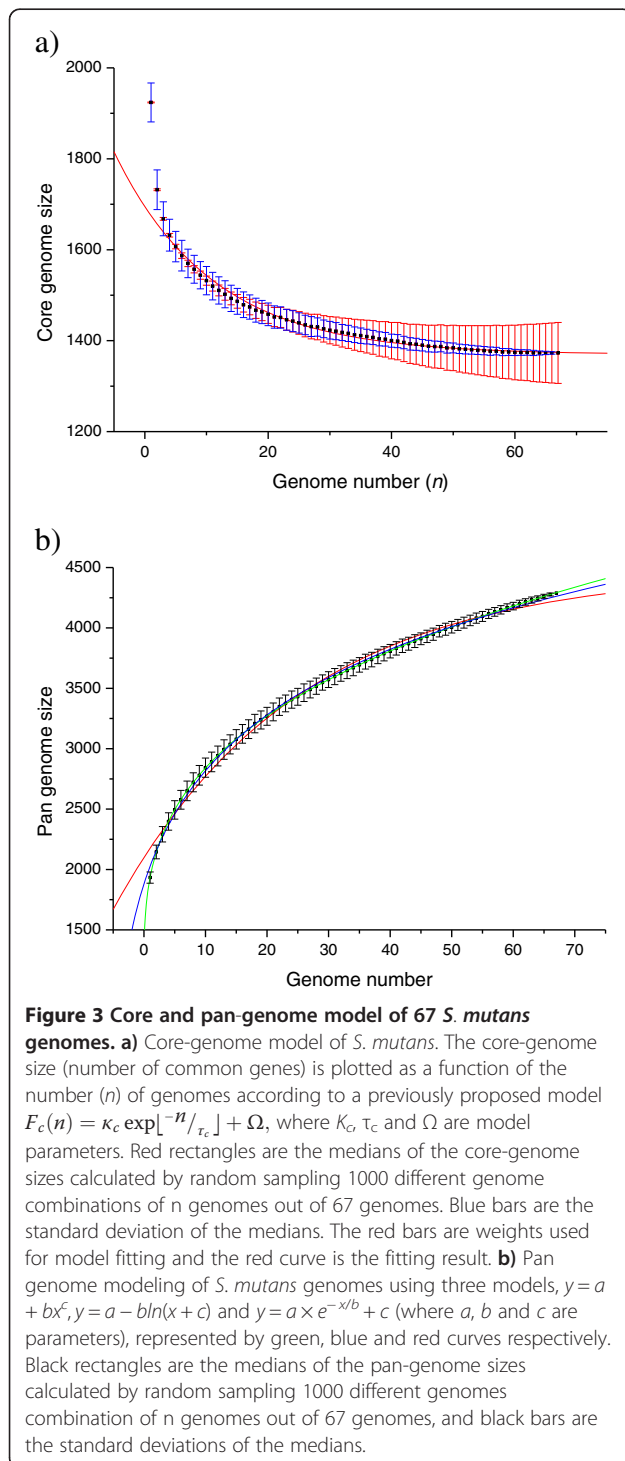 a)
2000
1800
1600
1400
1200
Core genome size
0
20
40
60
Genome number (n)
b)
4500
4000
3500
3000
2500
2000
1500
Pan genome size
0
10
20
30
40
50
60
70
Genome number
Figure 3 Core and pan-genome model of 67 S. mutans
genomes. a) Core-genome model of S. mutans. The core-genome
size (number of common genes) is plotted as a function of the
number (n) of genomes according to a previously proposed model
F_c(n) = κ_c exp⌊^{-n}/_{τ_c}⌋ + Ω, where K_c, τ_c and Ω are model
parameters. Red rectangles are the medians of the core-genome
sizes calculated by random sampling 1000 different genome
combinations of n genomes out of 67 genomes. Blue bars are the
standard deviation of the medians. The red bars are weights used
for model fitting and the red curve is the fitting result. b) Pan
genome modeling of S. mutans genomes using three models, y = a
+ bx^c, y = a − bln(x + c) and y = a × e^{−x/b} + c (where a, b and c are
parameters), represented by green, blue and red curves respectively.
Black rectangles are the medians of the pan-genome sizes
calculated by random sampling 1000 different genomes
combination of n genomes out of 67 genomes, and black bars are
the standard deviations of the medians.